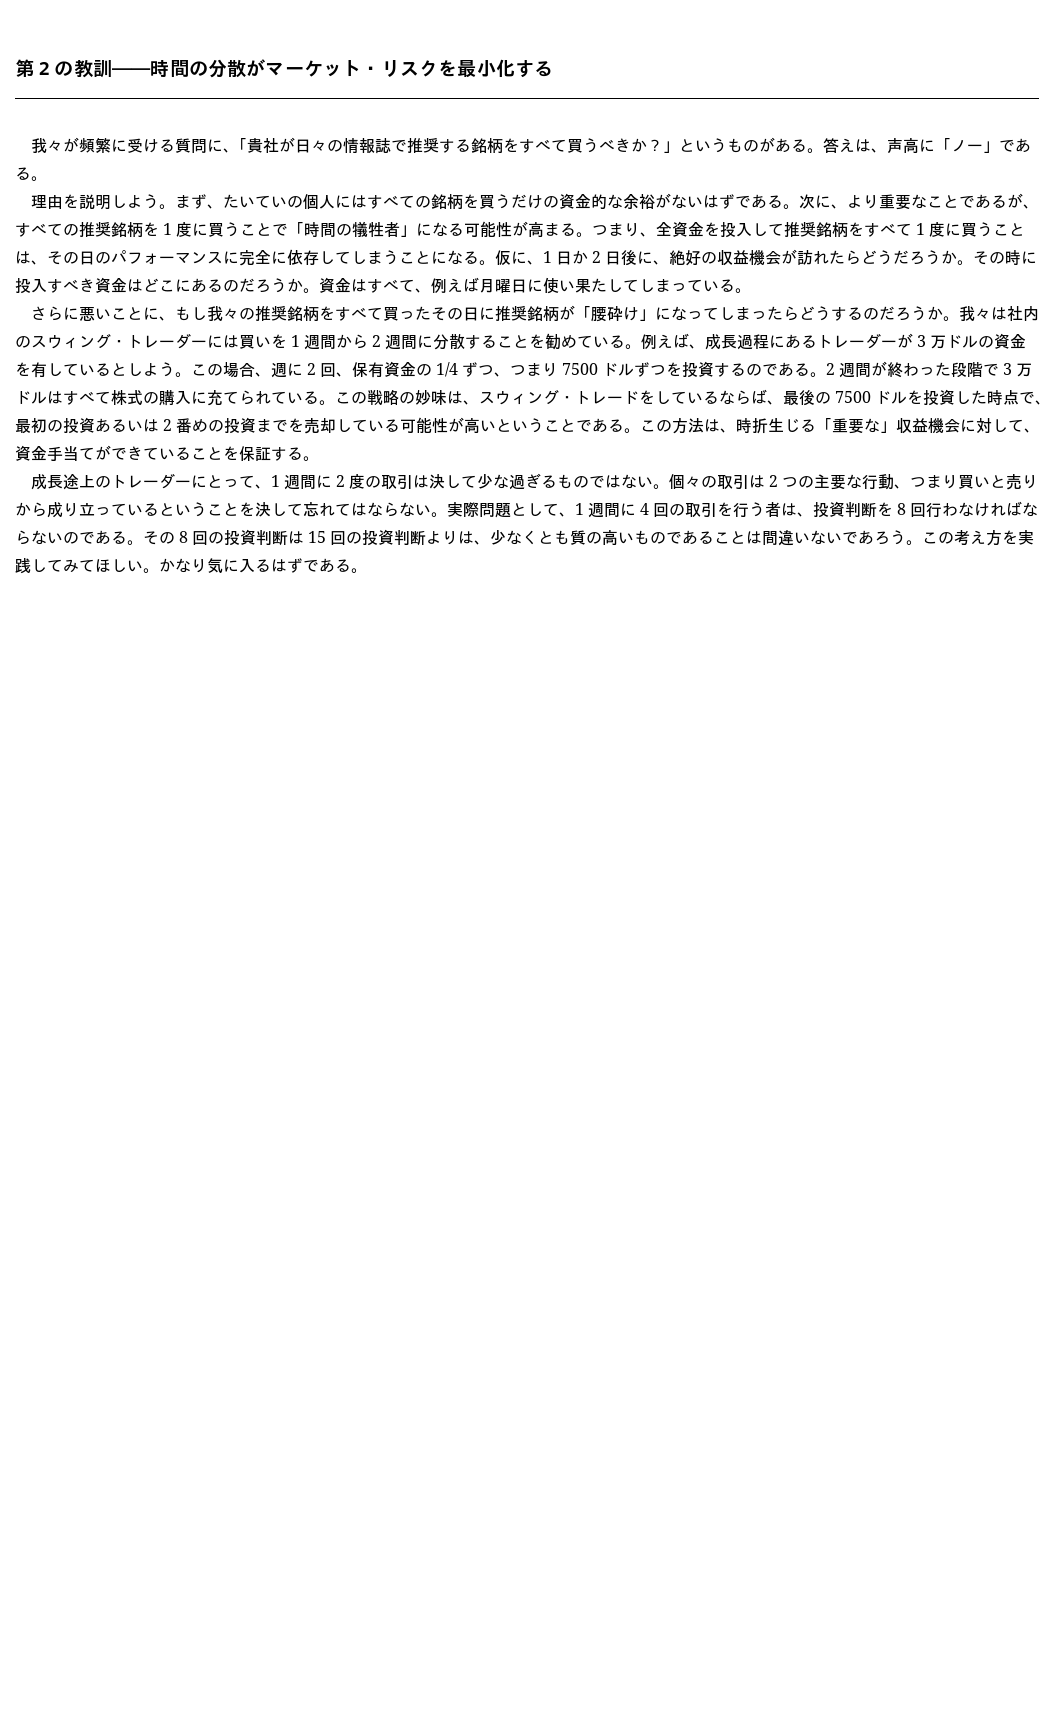 第 2 の教訓——時間の分散がマーケット・リスクを最小化する
　我々が頻繁に受ける質問に、「貴社が日々の情報誌で推奨する銘柄をすべて買うべきか？」というものがある。答えは、声高に「ノー」であ
る。
　理由を説明しよう。まず、たいていの個人にはすべての銘柄を買うだけの資金的な余裕がないはずである。次に、より重要なことであるが、
すべての推奨銘柄を 1 度に買うことで「時間の犠牲者」になる可能性が高まる。つまり、全資金を投入して推奨銘柄をすべて 1 度に買うこと
は、その日のパフォーマンスに完全に依存してしまうことになる。仮に、1 日か 2 日後に、絶好の収益機会が訪れたらどうだろうか。その時に
投入すべき資金はどこにあるのだろうか。資金はすべて、例えば月曜日に使い果たしてしまっている。
　さらに悪いことに、もし我々の推奨銘柄をすべて買ったその日に推奨銘柄が「腰砕け」になってしまったらどうするのだろうか。我々は社内
のスウィング・トレーダーには買いを 1 週間から 2 週間に分散することを勧めている。例えば、成長過程にあるトレーダーが 3 万ドルの資金
を有しているとしよう。この場合、週に 2 回、保有資金の 1/4 ずつ、つまり 7500 ドルずつを投資するのである。2 週間が終わった段階で 3 万
ドルはすべて株式の購入に充てられている。この戦略の妙味は、スウィング・トレードをしているならば、最後の 7500 ドルを投資した時点で、
最初の投資あるいは 2 番めの投資までを売却している可能性が高いということである。この方法は、時折生じる「重要な」収益機会に対して、
資金手当てができていることを保証する。
　成長途上のトレーダーにとって、1 週間に 2 度の取引は決して少な過ぎるものではない。個々の取引は 2 つの主要な行動、つまり買いと売り
から成り立っているということを決して忘れてはならない。実際問題として、1 週間に 4 回の取引を行う者は、投資判断を 8 回行わなければな
らないのである。その 8 回の投資判断は 15 回の投資判断よりは、少なくとも質の高いものであることは間違いないであろう。この考え方を実
践してみてほしい。かなり気に入るはずである。